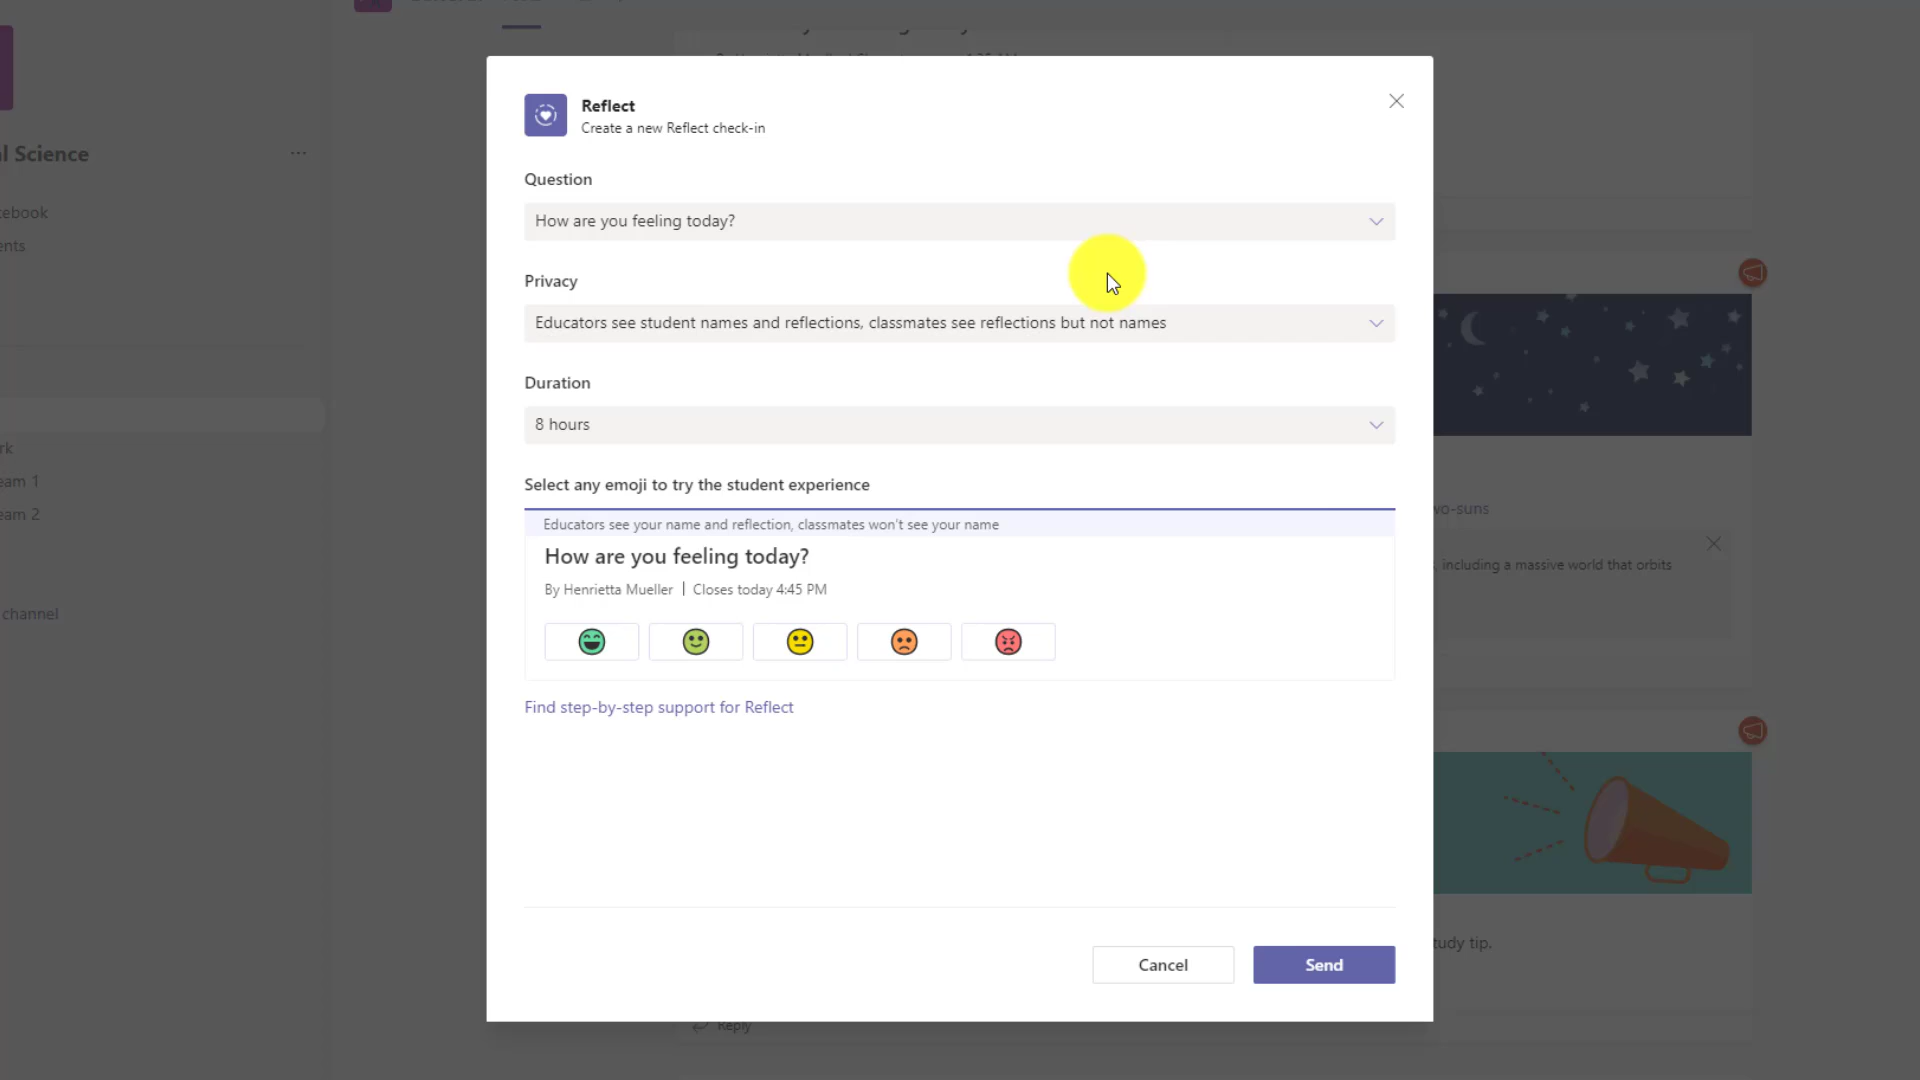 Reflect
Create a new Reflect check-in
Question
How are you feeling today?
Privacy
Educators see student names and reflections, classmates see reflections but not names
Duration
8 hours
Select any emoji to try the student experience
Educators see your name and reflection, classmates won't see your name
How are you feeling today?
By Henrietta Mueller | Closes today 4:45 PM
Find step-by-step support for Reflect
Cancel
Send
l Science
ebook
ents
rk
eam 1
eam 2
channel
wo-suns
, including a massive world that orbits
tudy tip.
Reply